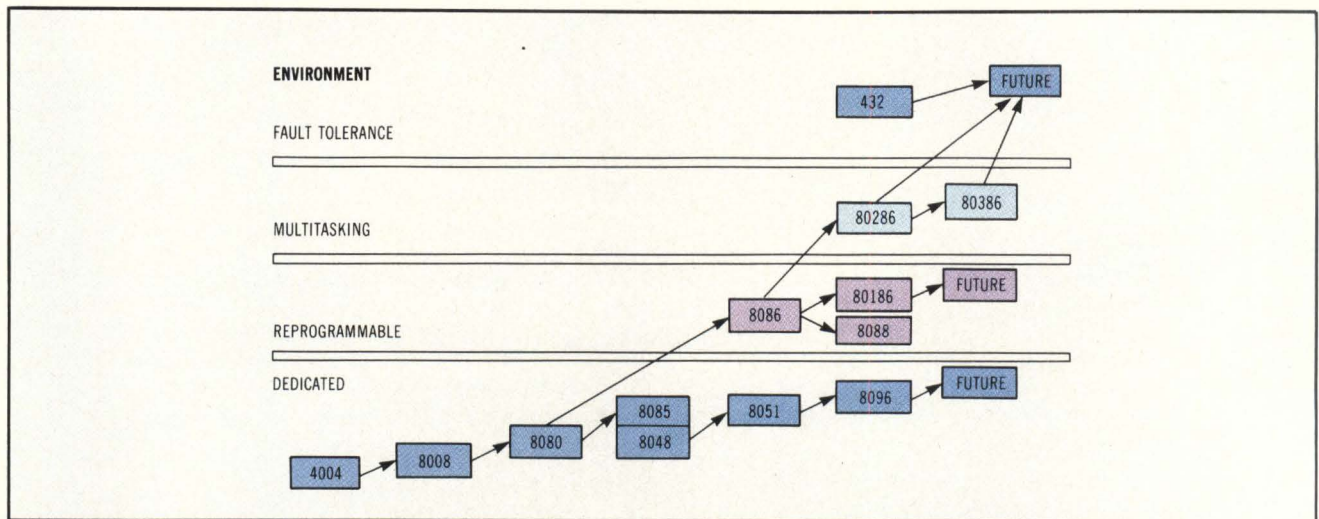 ENVIRONMENT
432
FUTURE
FAULT TOLERANCE
80286
80386
MULTITASKING
8086
80186
FUTURE
8088
REPROGRAMMABLE
DEDICATED
FUTURE
8085
8051
8096
8080
8048
4004
8008